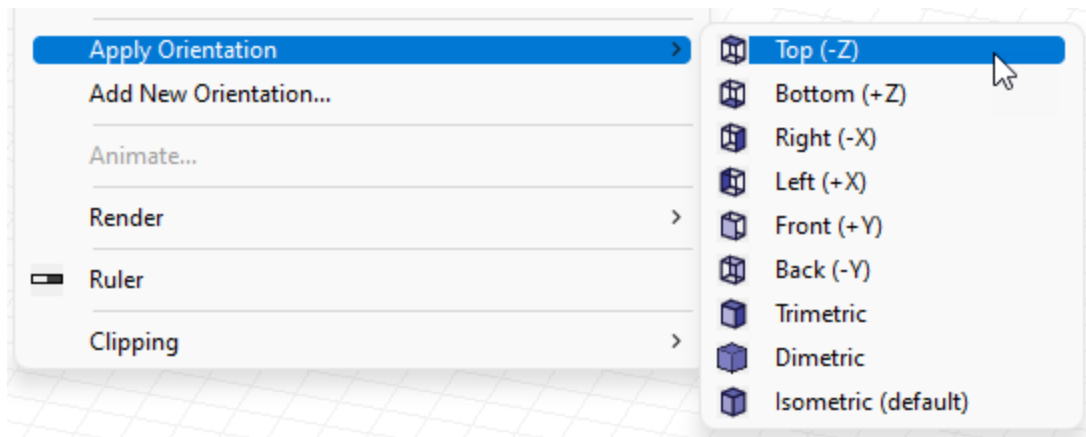 Apply Orientation
Add New Orientation...
Animate...
Render
Ruler
Clipping
Top (-Z)
Bottom (+Z)
Right (-X)
Left (+X)
Front (+Y)
Back (-Y)
Trimetric
Dimetric
Isometric (default)